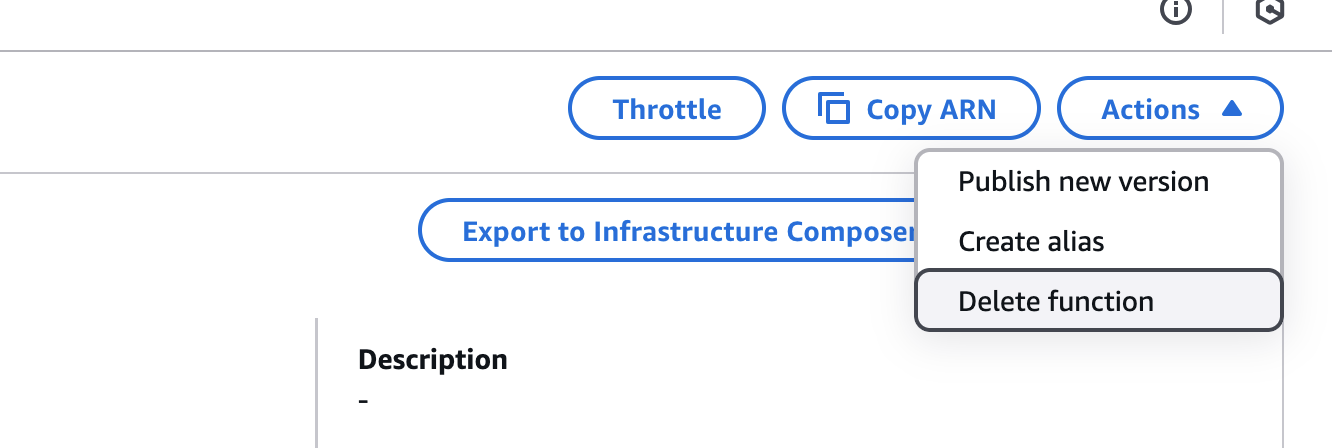 Throttle
Copy ARN
Actions
Publish new version
Export to Infrastructure Composer
Create alias
Delete function
Description
-